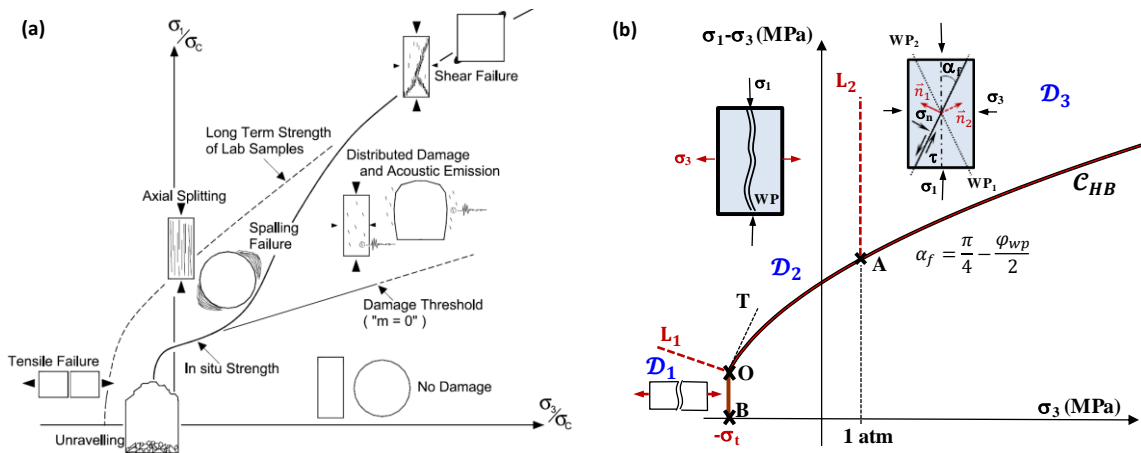 (a)
σ1/σC
Shear Failure
Long Term Strength
of Lab Samples
Distributed Damage
and Acoustic Emission
Axial Splitting
Spalling
Failure
Damage Threshold
( "m = 0" )
In situ Strength
Tensile Failure
No Damage
Unravelling
σ3/σC
(b)
σ1-σ3 (MPa)
WP2
αf
L2
σ1
n⃗1
n⃗2
σn
τ
σ3
σ1
WP1
𝒟3
σ3
WP
𝒞HB
𝒟2
A
αf = π/4 − φwp/2
T
L1
𝒟1
O
B
σ3 (MPa)
-σt
1 atm